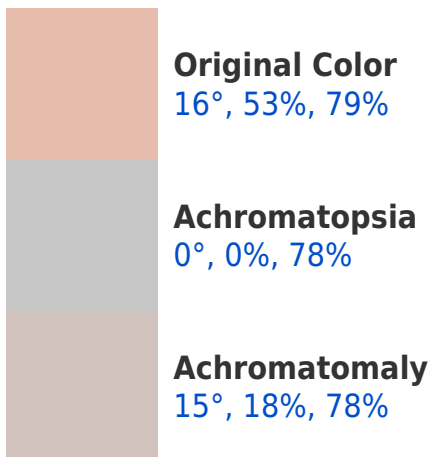 Original Color
16°, 53%, 79%
Achromatopsia
0°, 0%, 78%
Achromatomaly
15°, 18%, 78%